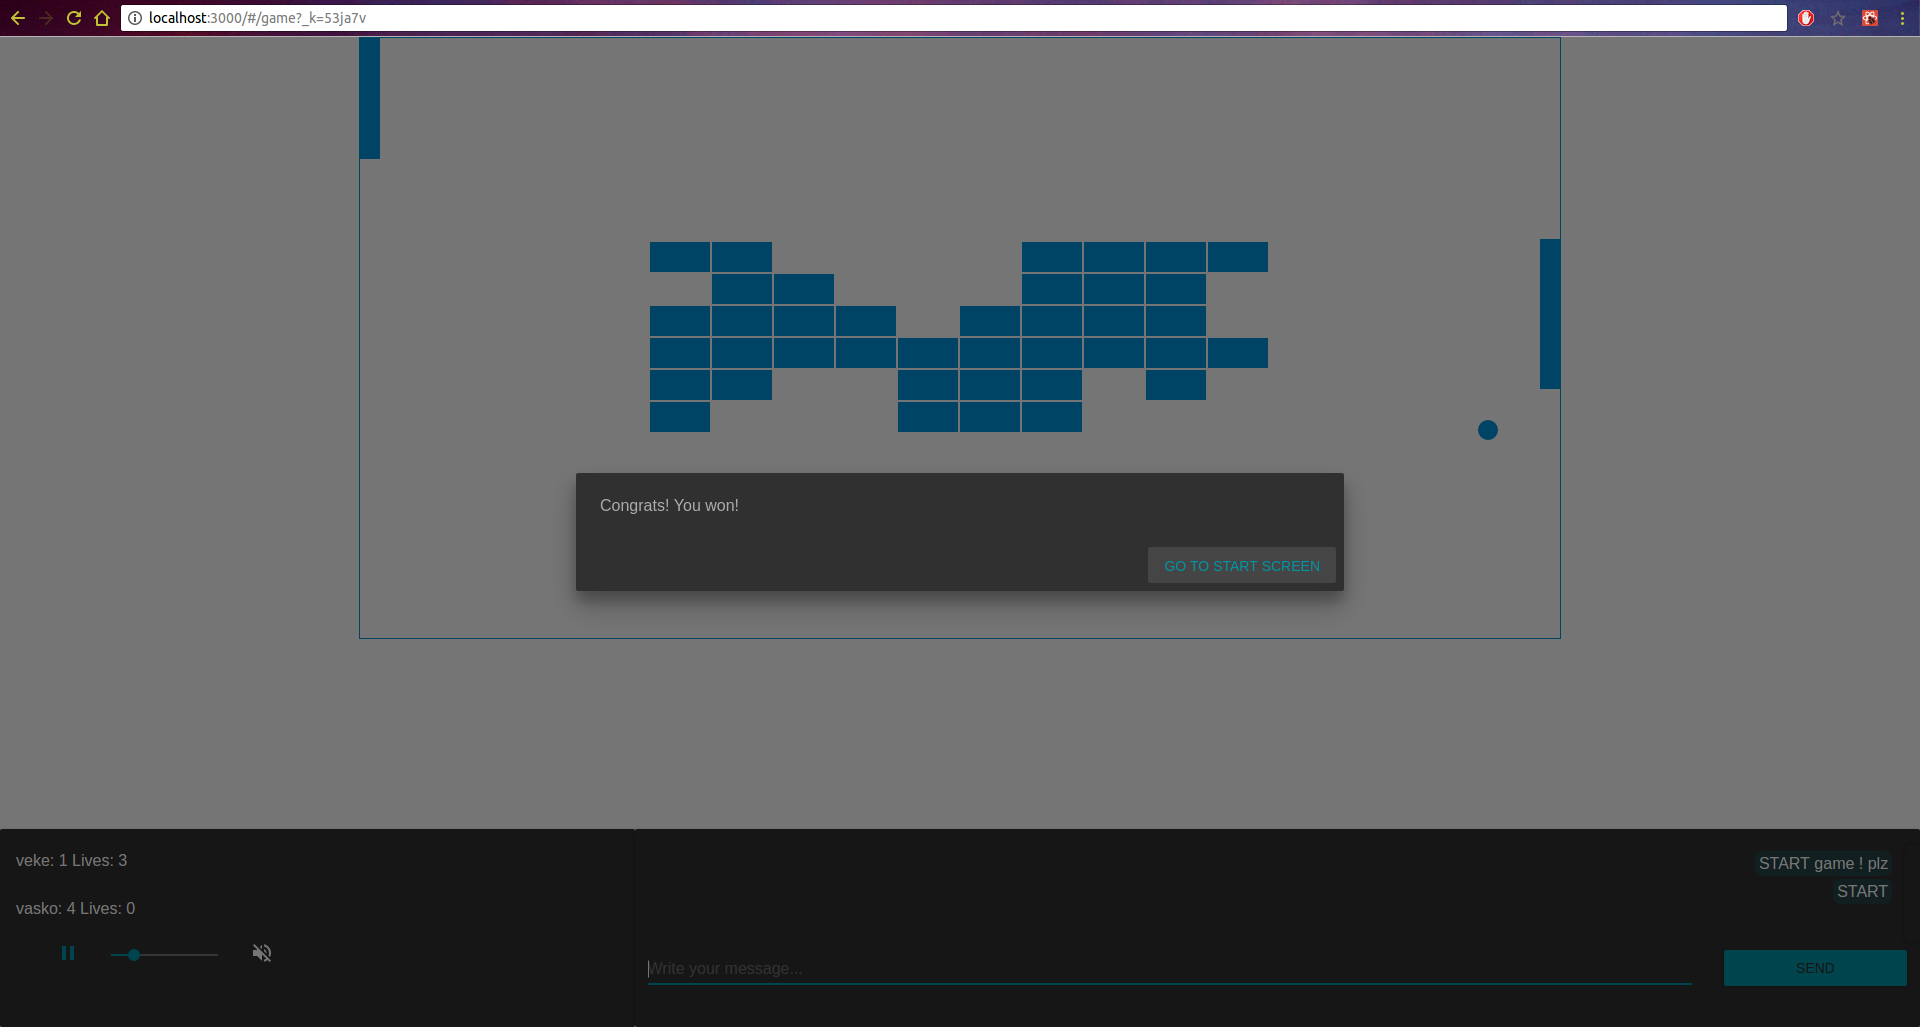 localhost:3000/#/game?_k=53ja7v
Congrats! You won!
GO TO START SCREEN
veke: 1 Lives: 3
vasko: 4 Lives: 0
START game ! plz
START
Write your message...
SEND